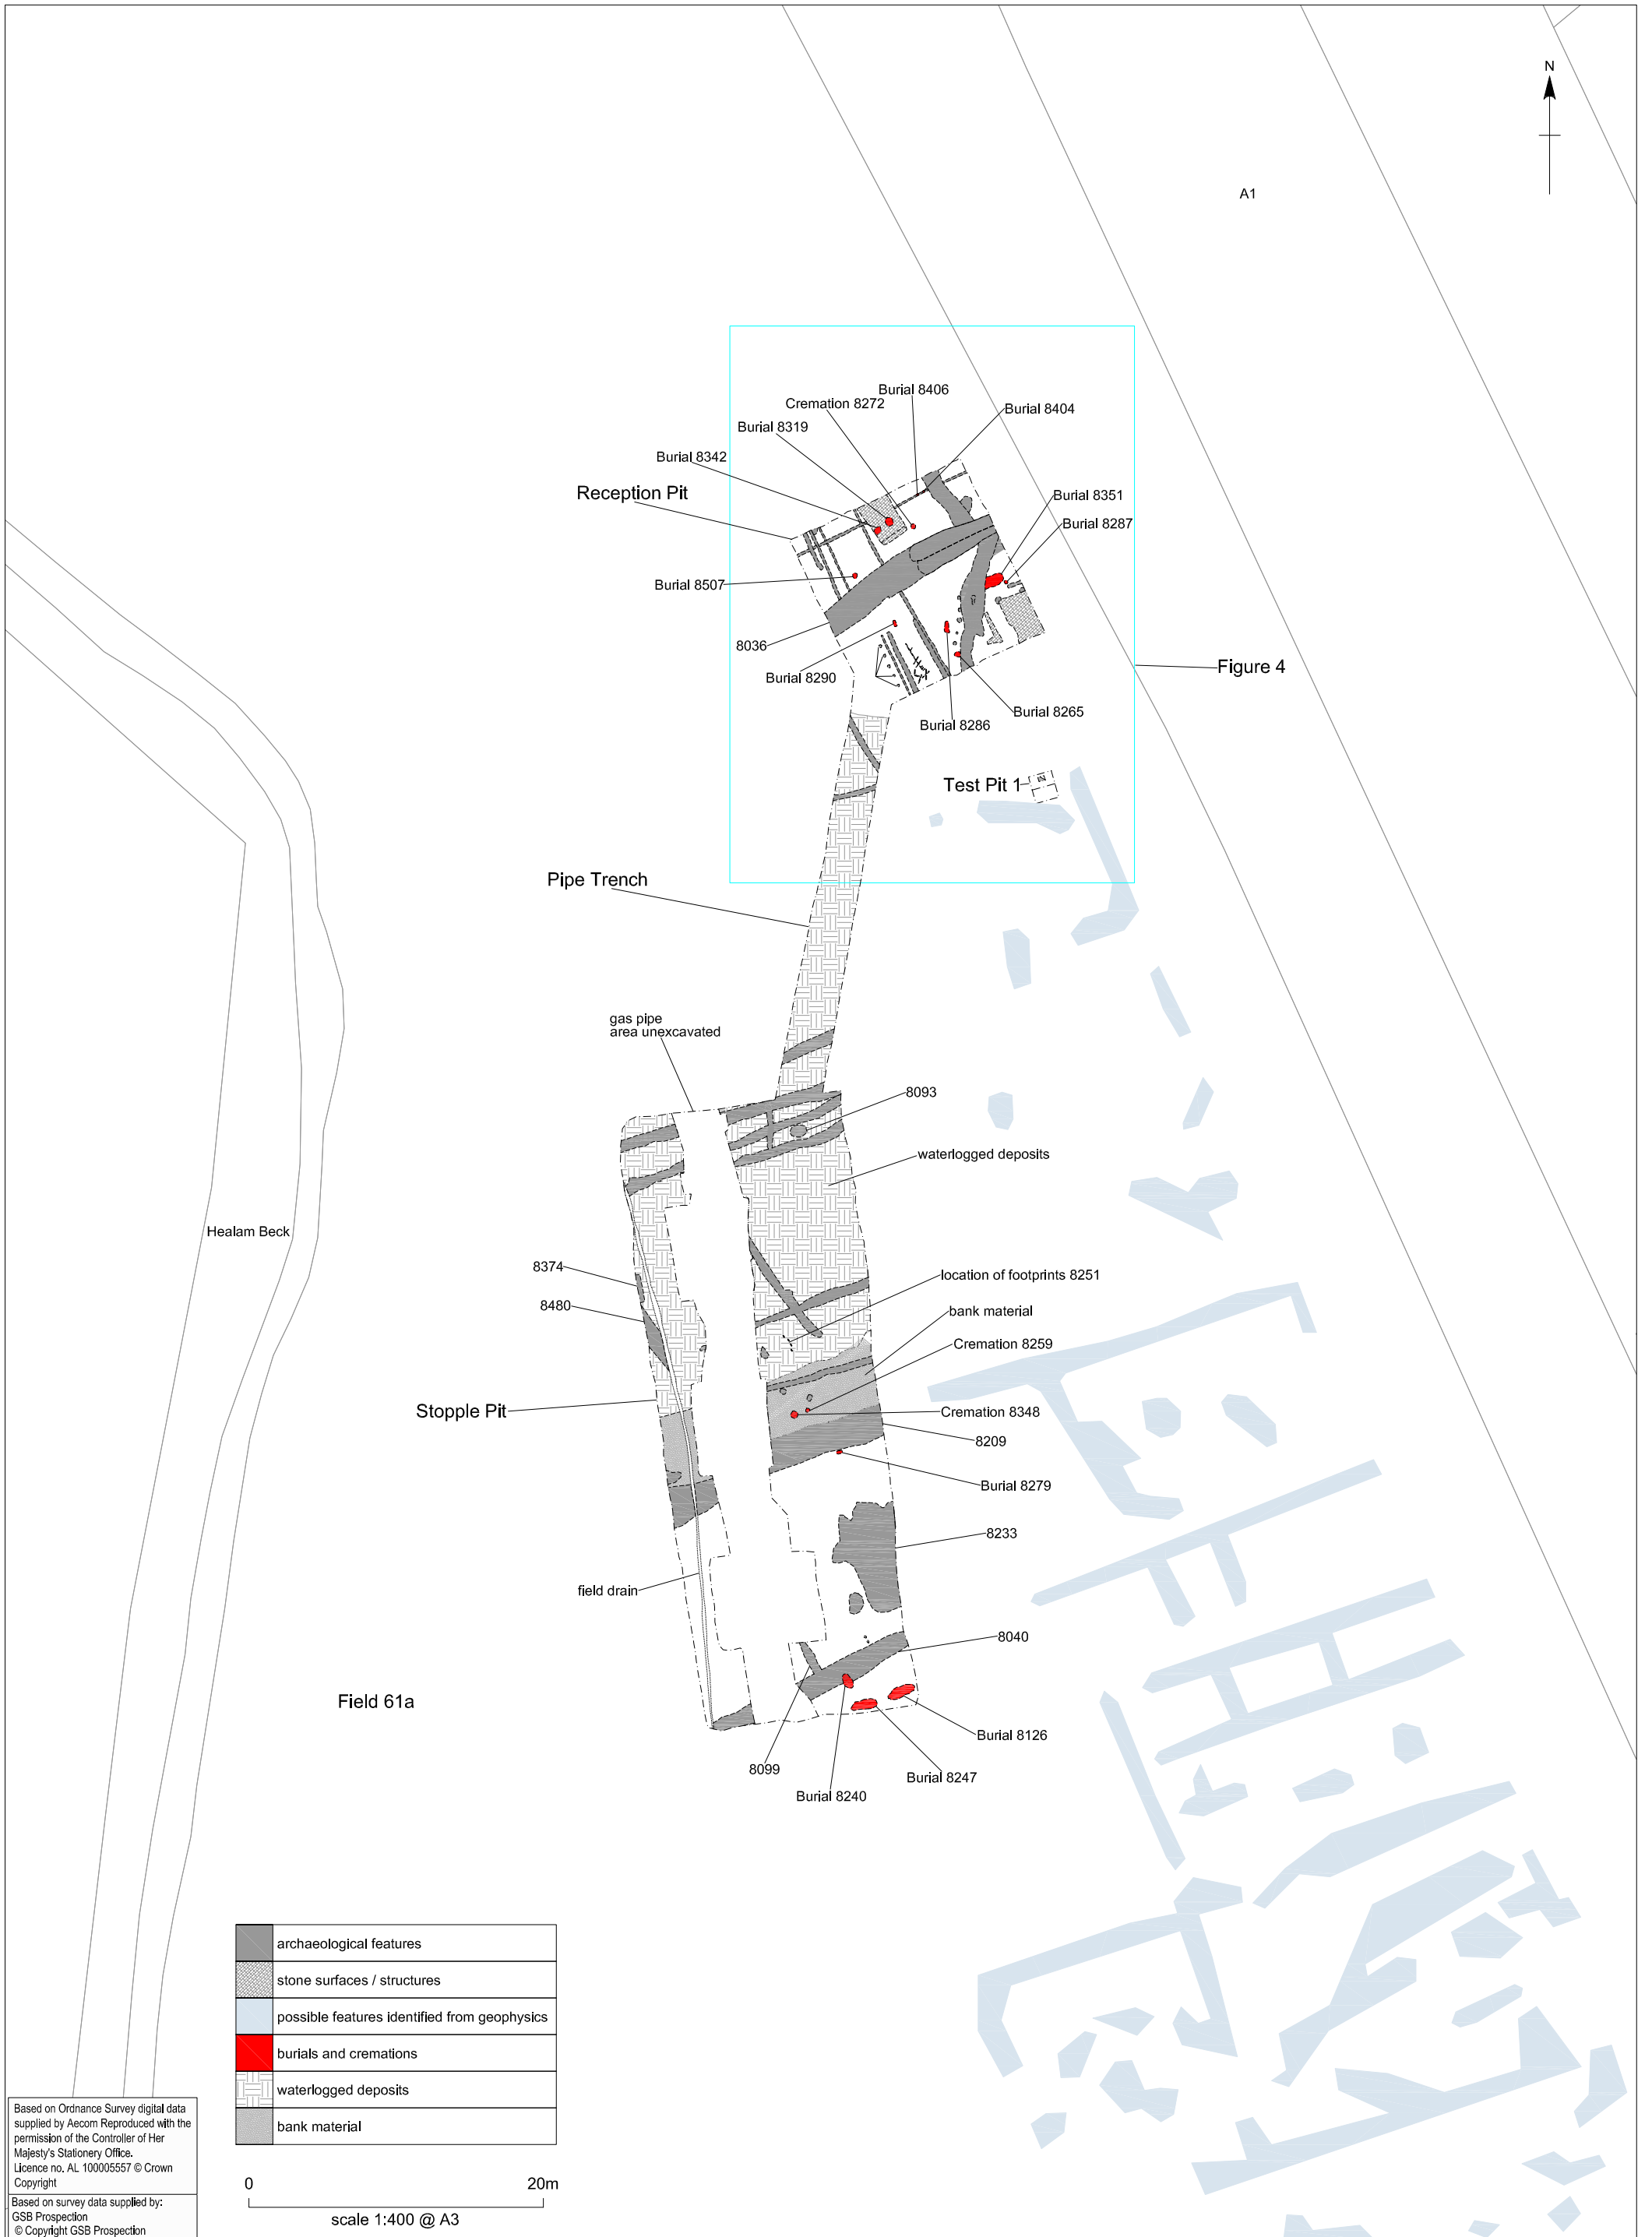 N
A1
Burial 8406
Cremation 8272
Burial 8404
Burial 8319
Burial 8342
Reception Pit
Burial 8351
Burial 8287
Burial 8507
8036
Burial 8290
Figure 4
Burial 8265
Burial 8286
Test Pit 1
Pipe Trench
gas pipe
area unexcavated
8093
waterlogged deposits
Healam Beck
8374
location of footprints 8251
8480
bank material
Cremation 8259
Stopple Pit
Cremation 8348
8209
Burial 8279
8233
field drain
8040
Field 61a
Burial 8126
8099
Burial 8247
Burial 8240
archaeological features
stone surfaces / structures
possible features identified from geophysics
burials and cremations
waterlogged deposits
bank material
Based on Ordnance Survey digital data
supplied by Aecom Reproduced with the
permission of the Controller of Her
Majesty's Stationery Office.
Licence no. AL 100005557 © Crown
Copyright
Based on survey data supplied by:
GSB Prospection
© Copyright GSB Prospection
0 20m
scale 1:400 @ A3